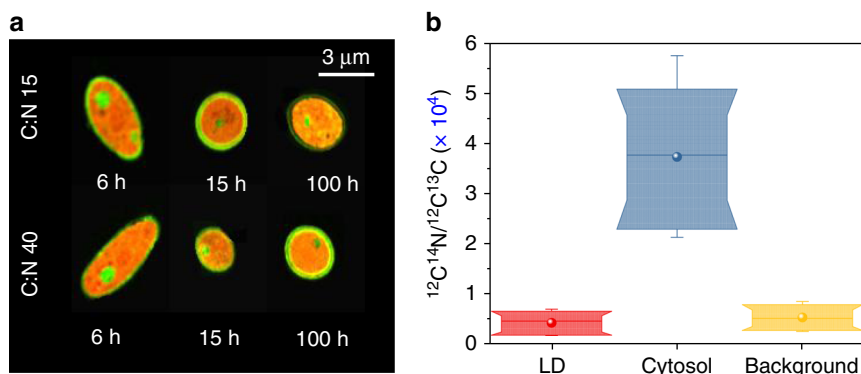 a
3 μm
C:N 15
6 h
15 h
100 h
C:N 40
6 h
15 h
100 h
b
¹²C¹⁴N/¹²C¹³C (× 10⁴)
6
5
4
3
2
1
0
LD
Cytosol
Background